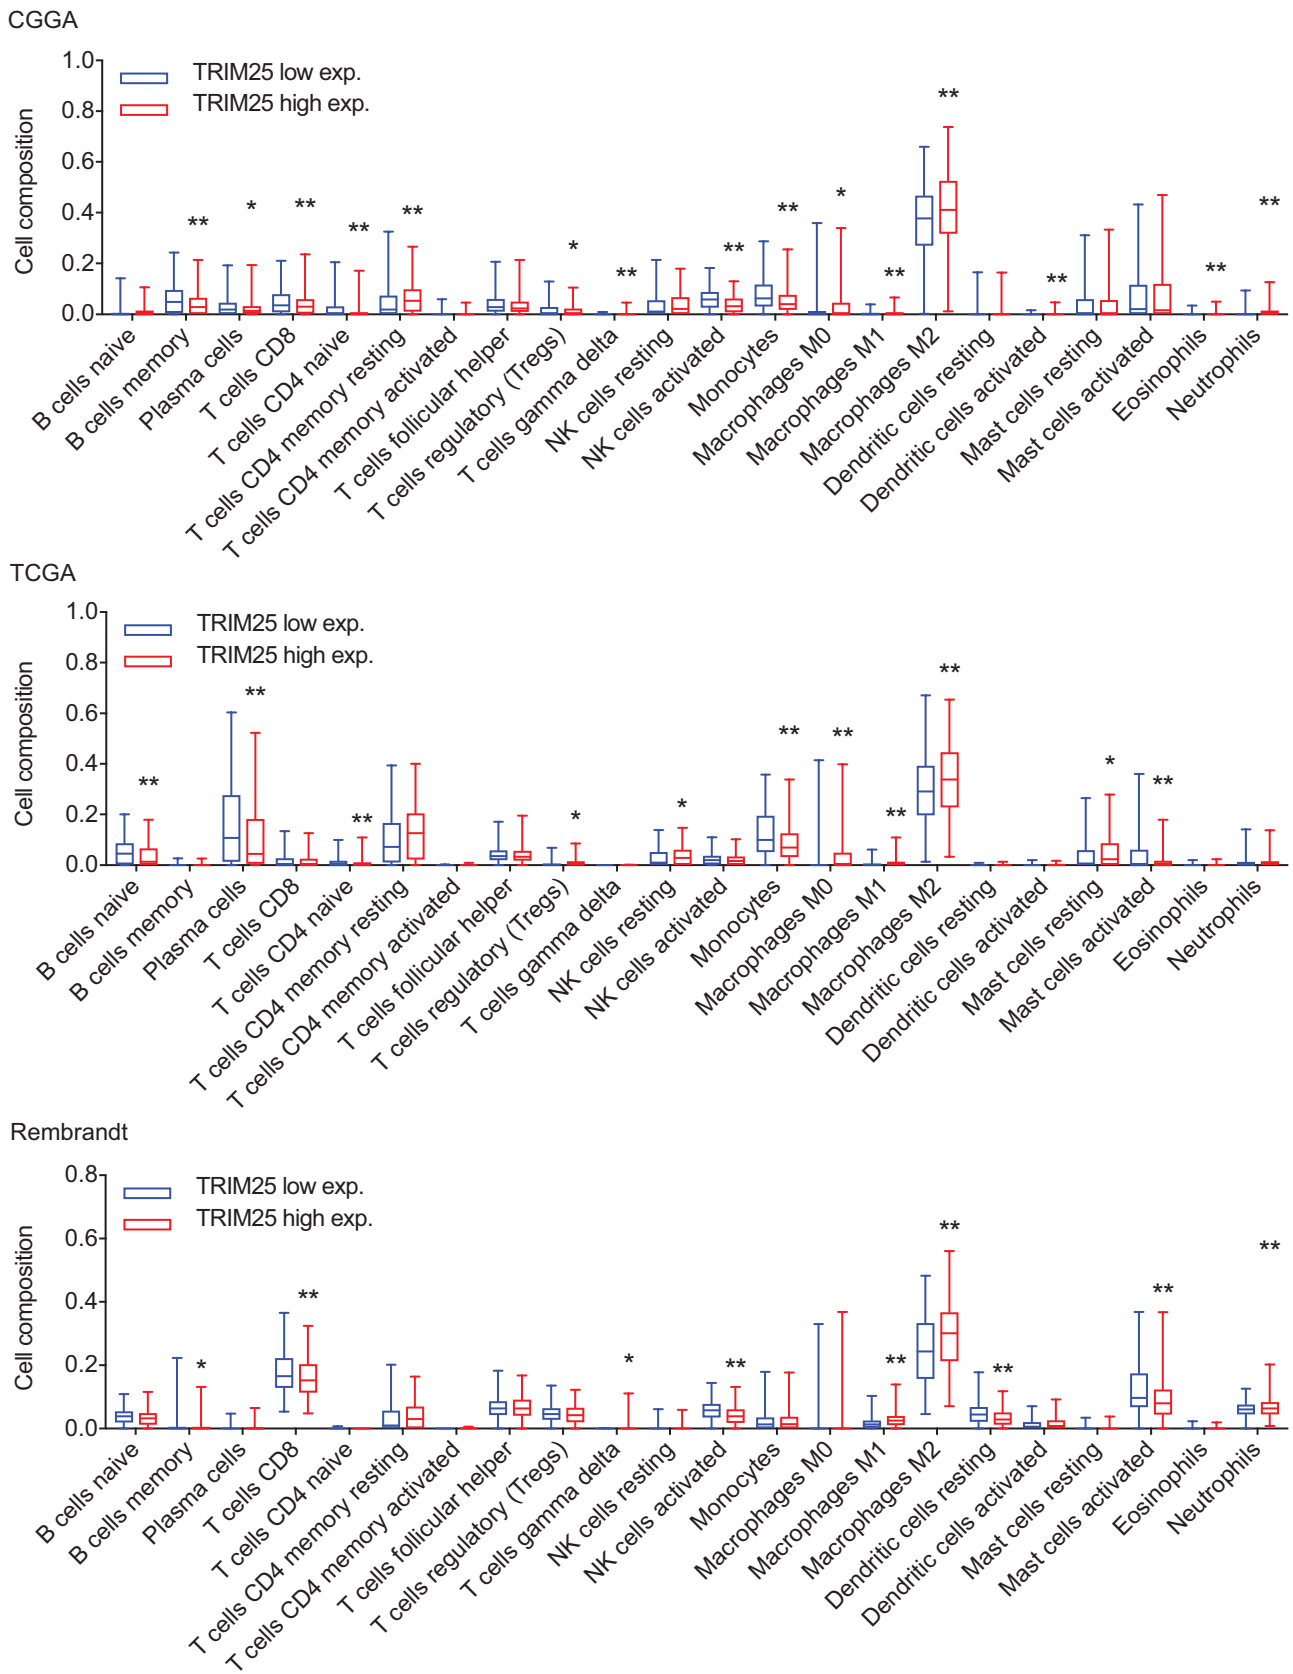 CGGA
TRIM25 low exp.
TRIM25 high exp.
Cell composition
1.0
0.8
0.6
0.4
0.2
0.0
** * ** ** ** * ** ** ** * ** ** ** ** **
B cells naive
B cells memory
Plasma cells
T cells CD8
T cells CD4 naive
T cells CD4 memory resting
T cells CD4 memory activated
T cells follicular helper
T cells regulatory (Tregs)
T cells gamma delta
NK cells resting
NK cells activated
Monocytes
Macrophages M0
Macrophages M1
Macrophages M2
Dendritic cells resting
Dendritic cells activated
Mast cells resting
Mast cells activated
Eosinophils
Neutrophils
TCGA
TRIM25 low exp.
TRIM25 high exp.
Cell composition
1.0
0.8
0.6
0.4
0.2
0.0
** ** ** * * ** ** ** ** * **
B cells naive
B cells memory
Plasma cells
T cells CD8
T cells CD4 naive
T cells CD4 memory resting
T cells CD4 memory activated
T cells follicular helper
T cells regulatory (Tregs)
T cells gamma delta
NK cells resting
NK cells activated
Monocytes
Macrophages M0
Macrophages M1
Macrophages M2
Dendritic cells resting
Dendritic cells activated
Mast cells resting
Mast cells activated
Eosinophils
Neutrophils
Rembrandt
TRIM25 low exp.
TRIM25 high exp.
Cell composition
0.8
0.6
0.4
0.2
0.0
* ** * ** ** ** ** ** **
B cells naive
B cells memory
Plasma cells
T cells CD8
T cells CD4 naive
T cells CD4 memory resting
T cells CD4 memory activated
T cells follicular helper
T cells regulatory (Tregs)
T cells gamma delta
NK cells resting
NK cells activated
Monocytes
Macrophages M0
Macrophages M1
Macrophages M2
Dendritic cells resting
Dendritic cells activated
Mast cells resting
Mast cells activated
Eosinophils
Neutrophils